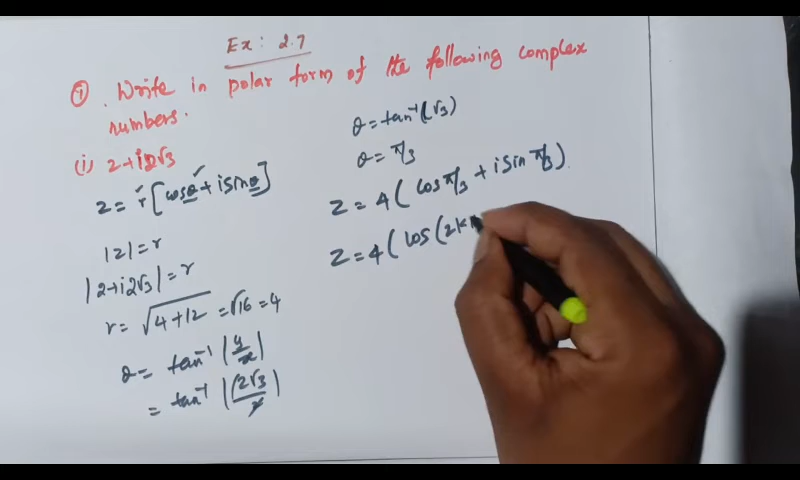 Ex: 2.7
① . Write in polar form of the following complex
numbers.
(i) 2+i2√3
z = r[cosθ + isinθ]
|z| = r
|2+i2√3| = r
r = √4+12 = √16 = 4
θ = tan⁻¹ |y/x|
= tan⁻¹ |(2√3/2)|
θ = tan⁻¹(√3)
θ = π/3
Z = 4( cos π/3 + i sin π/3).
Z = 4( cos(2k